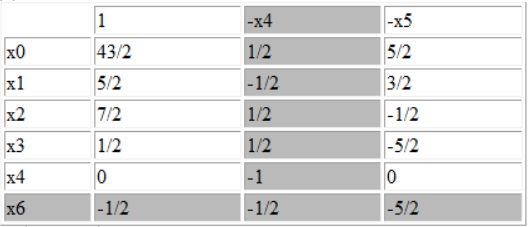 1 -x4 -x5
x0 43/2 1/2 5/2
x1 5/2 -1/2 3/2
x2 7/2 1/2 -1/2
x3 1/2 1/2 -5/2
x4 0 -1 0
x6 -1/2 -1/2 -5/2